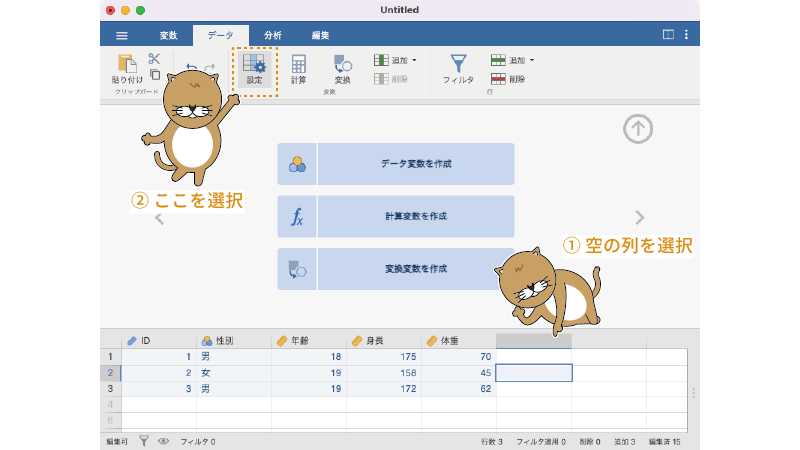 Untitled
変数 データ 分析 編集
貼り付け 設定 計算 変換 追加 削除 フィルタ 追加 削除
クリップボード 変数 行
データ変数を作成
② ここを選択
fx 計算変数を作成
① 空の列を選択
変換変数を作成
ID 性別 年齢 身長 体重
1 1 男 18 175 70
2 2 女 19 158 45
3 3 男 19 172 62
4
5
編集可 フィルタ 0 行数 3 フィルタ適用 0 削除 0 追加 3 編集済 15